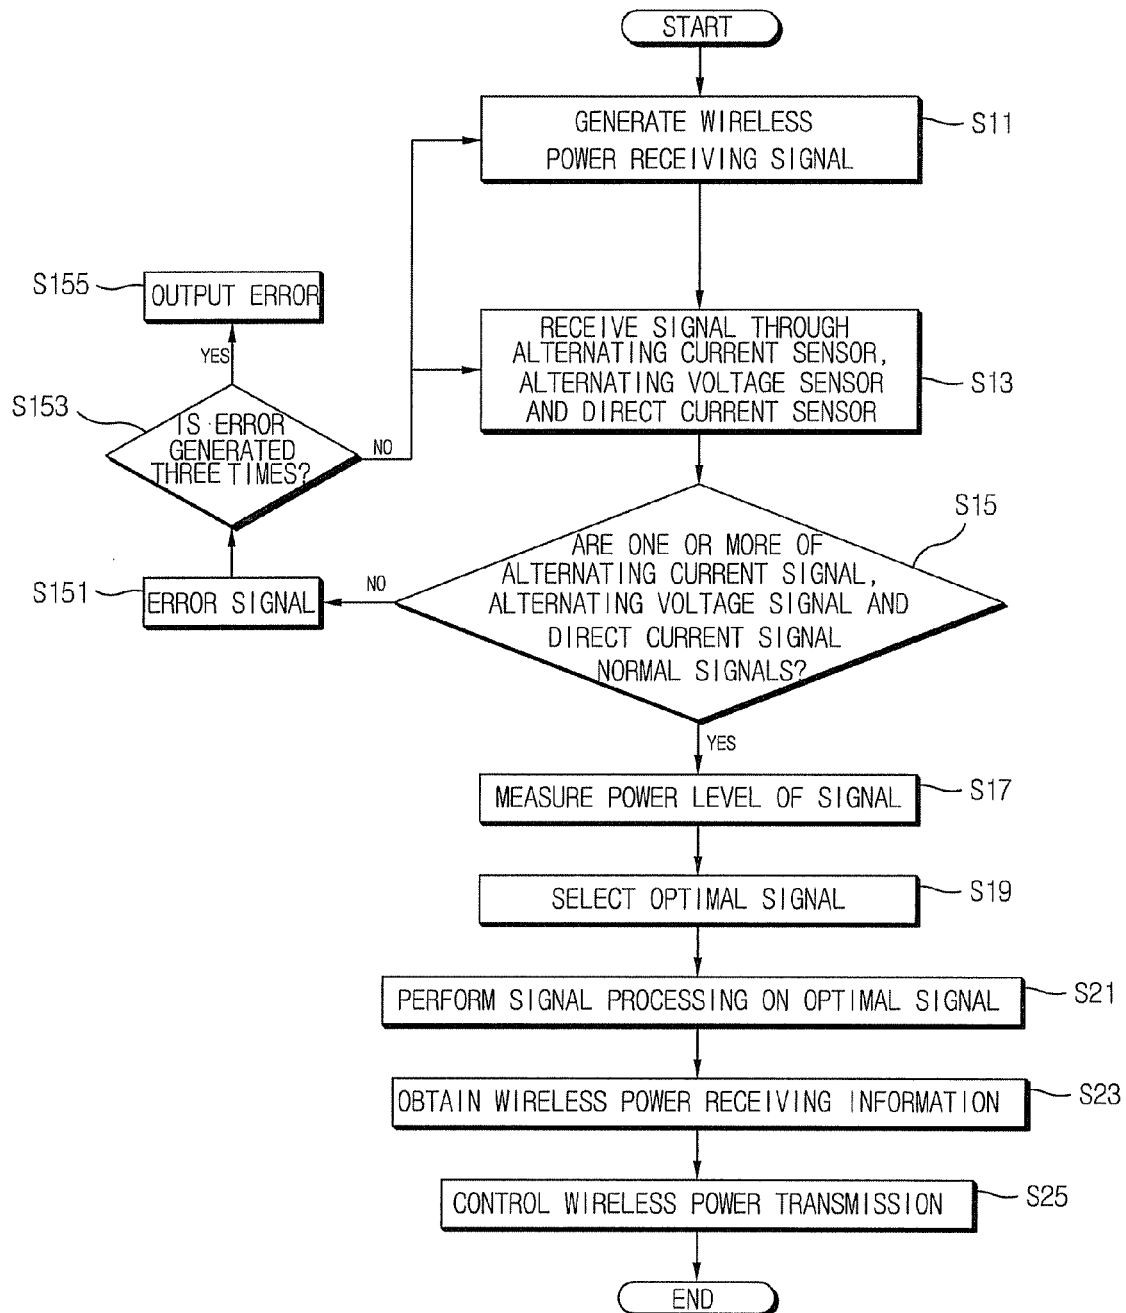 START
GENERATE WIRELESS
POWER RECEIVING SIGNAL
S11
S155
OUTPUT ERROR
YES
RECEIVE SIGNAL THROUGH
ALTERNATING CURRENT SENSOR,
ALTERNATING VOLTAGE SENSOR
AND DIRECT CURRENT SENSOR
S13
S153
IS ERROR
GENERATED
THREE TIMES?
NO
S15
ARE ONE OR MORE OF
ALTERNATING CURRENT SIGNAL,
ALTERNATING VOLTAGE SIGNAL AND
DIRECT CURRENT SIGNAL
NORMAL SIGNALS?
NO
S151
ERROR SIGNAL
YES
MEASURE POWER LEVEL OF SIGNAL
S17
SELECT OPTIMAL SIGNAL
S19
PERFORM SIGNAL PROCESSING ON OPTIMAL SIGNAL
S21
OBTAIN WIRELESS POWER RECEIVING INFORMATION
S23
CONTROL WIRELESS POWER TRANSMISSION
S25
END